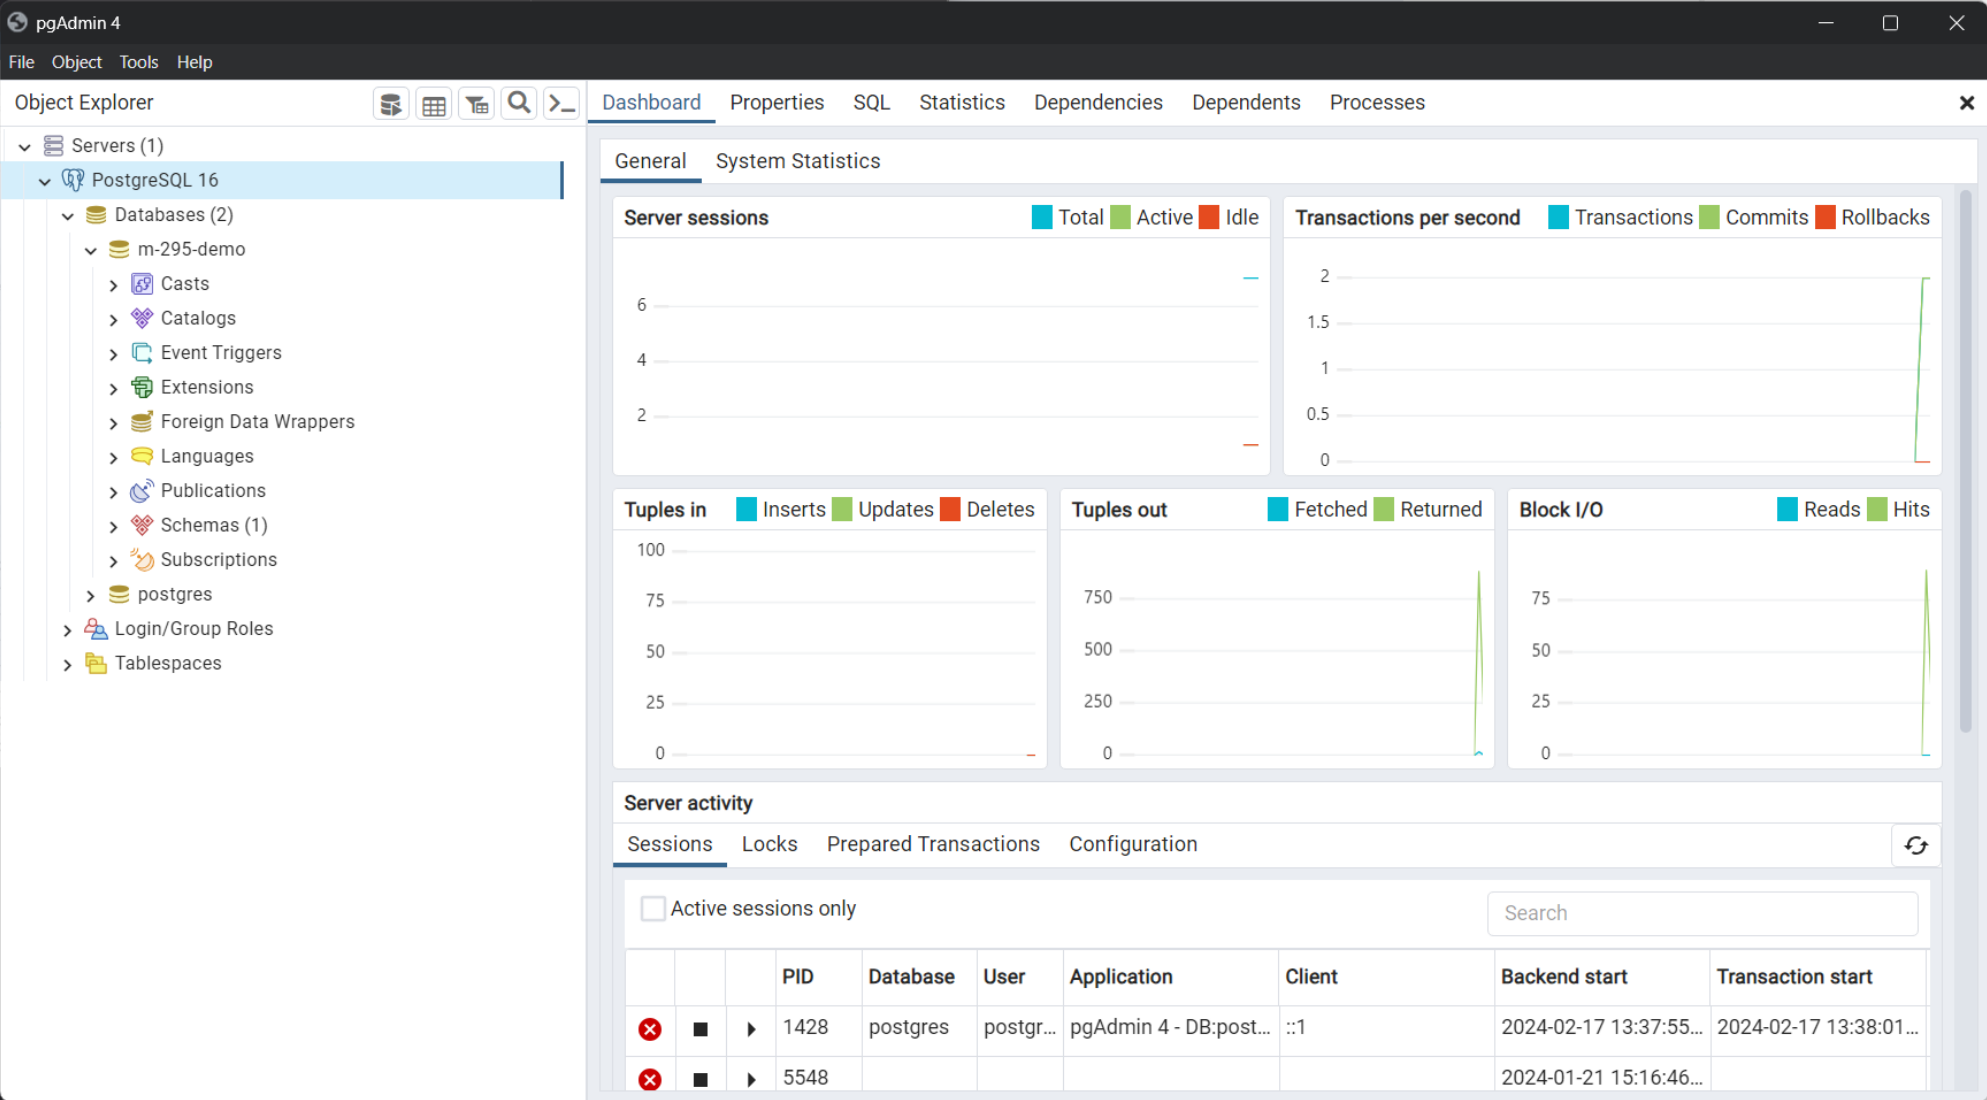 pgAdmin 4
File Object Tools Help
Object Explorer
Servers (1)
PostgreSQL 16
Databases (2)
m-295-demo
Casts
Catalogs
Event Triggers
Extensions
Foreign Data Wrappers
Languages
Publications
Schemas (1)
Subscriptions
postgres
Login/Group Roles
Tablespaces
Dashboard Properties SQL Statistics Dependencies Dependents Processes
General System Statistics
Server sessions Total Active Idle
6
4
2
Transactions per second Transactions Commits Rollbacks
2
1.5
1
0.5
0
Tuples in Inserts Updates Deletes
100
75
50
25
0
Tuples out Fetched Returned
750
500
250
0
Block I/O Reads Hits
75
50
25
0
Server activity
Sessions Locks Prepared Transactions Configuration
Active sessions only Search
PID Database User Application Client Backend start Transaction start
1428 postgres postgr... pgAdmin 4 - DB:post... ::1 2024-02-17 13:37:55... 2024-02-17 13:38:01...
5548 2024-01-21 15:16:46...